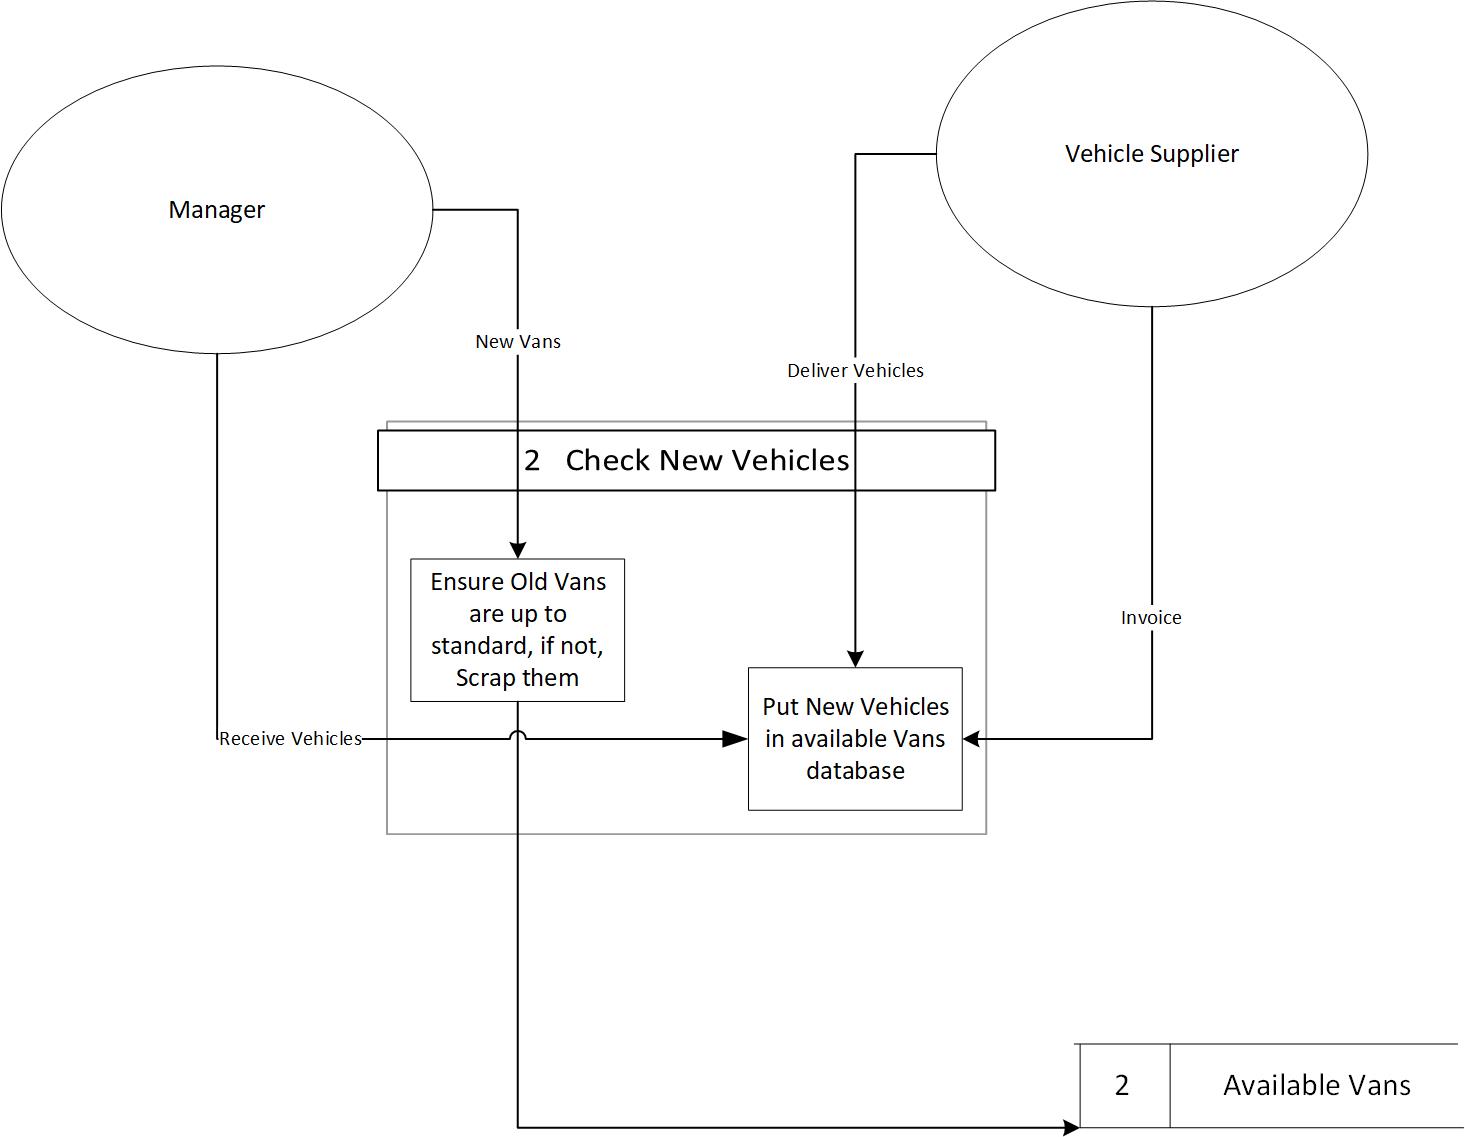 Vehicle Supplier
Manager
New Vans
Deliver Vehicles
2 Check New Vehicles
Ensure Old Vans
are up to
standard, if not,
Scrap them
Invoice
Put New Vehicles
in available Vans
database
Receive Vehicles
2 Available Vans